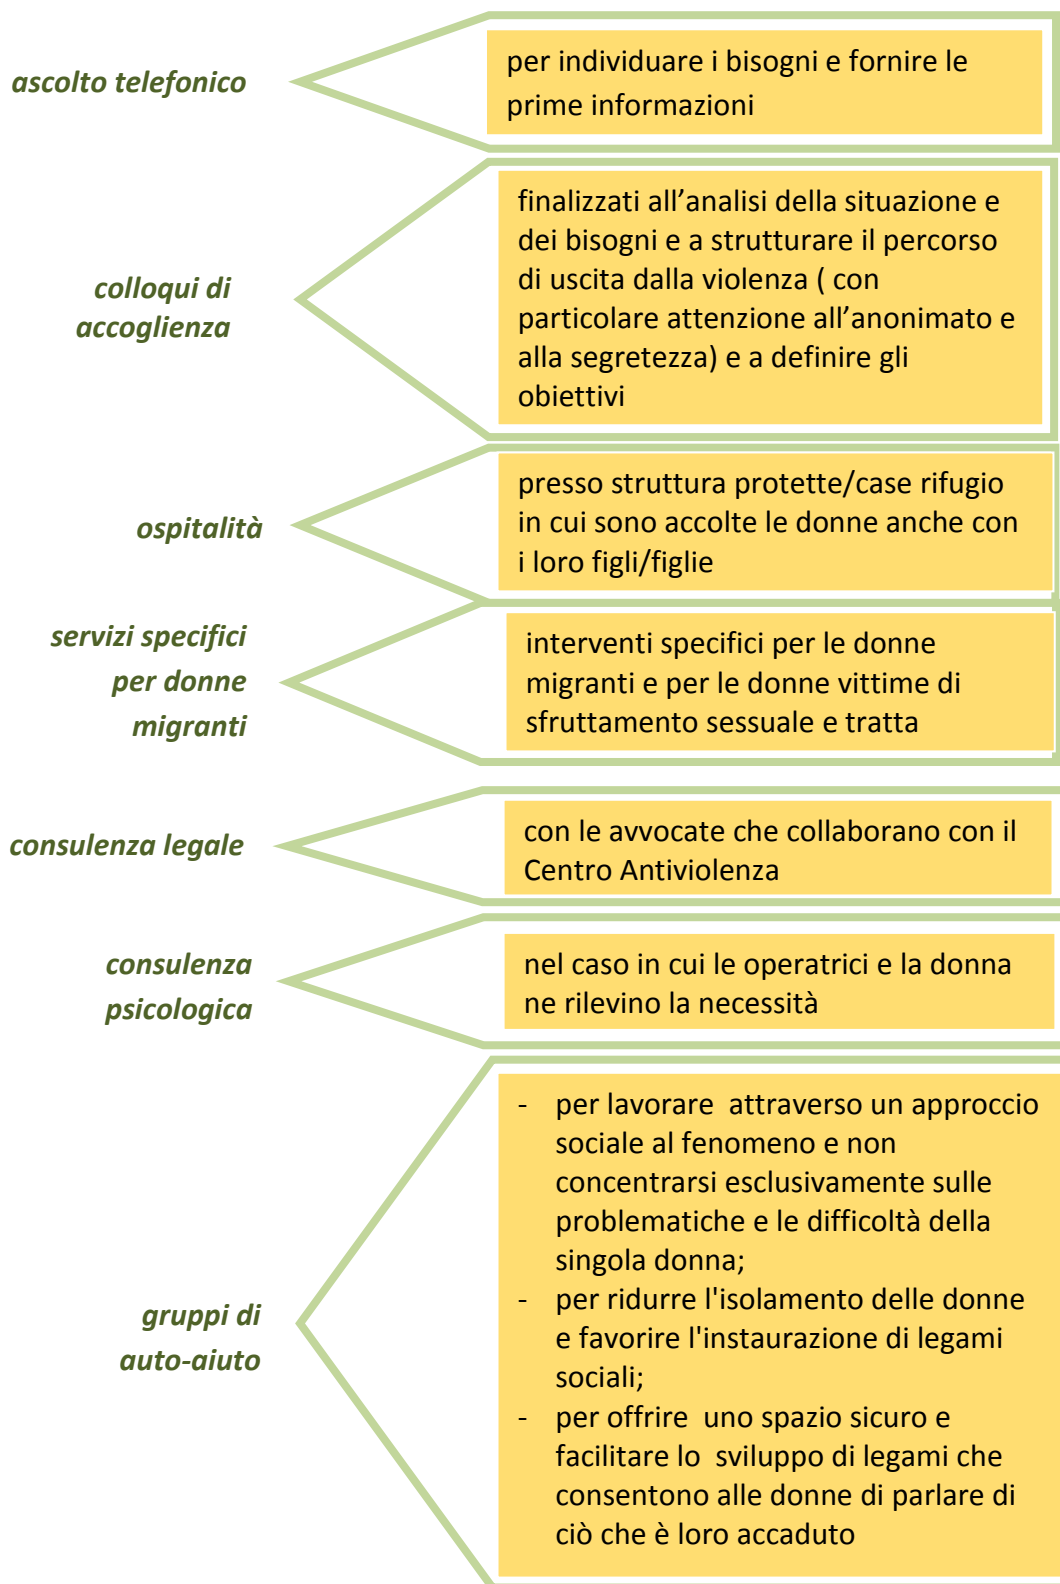 ascolto telefonico
per individuare i bisogni e fornire le
prime informazioni
colloqui di
accoglienza
finalizzati all’analisi della situazione e
dei bisogni e a strutturare il percorso
di uscita dalla violenza ( con
particolare attenzione all’anonimato e
alla segretezza) e a definire gli
obiettivi
ospitalità
presso struttura protette/case rifugio
in cui sono accolte le donne anche con
i loro figli/figlie
servizi specifici
per donne
migranti
interventi specifici per le donne
migranti e per le donne vittime di
sfruttamento sessuale e tratta
consulenza legale
con le avvocate che collaborano con il
Centro Antiviolenza
consulenza
psicologica
nel caso in cui le operatrici e la donna
ne rilevino la necessità
gruppi di
auto-aiuto
- per lavorare  attraverso un approccio
sociale al fenomeno e non
concentrarsi esclusivamente sulle
problematiche e le difficoltà della
singola donna;
- per ridurre l'isolamento delle donne
e favorire l'instaurazione di legami
sociali;
- per offrire  uno spazio sicuro e
facilitare lo  sviluppo di legami che
consentono alle donne di parlare di
ciò che è loro accaduto